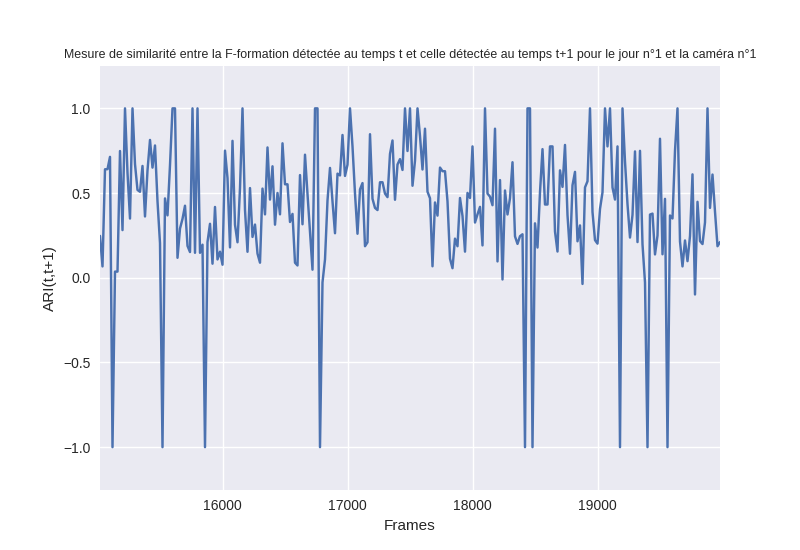 Mesure de similarité entre la F-formation détectée au temps t et celle détectée au temps t+1 pour le jour n°1 et la caméra n°1
1.0
0.5
0.0
−0.5
−1.0
ARI(t,t+1)
16000 17000 18000 19000
Frames